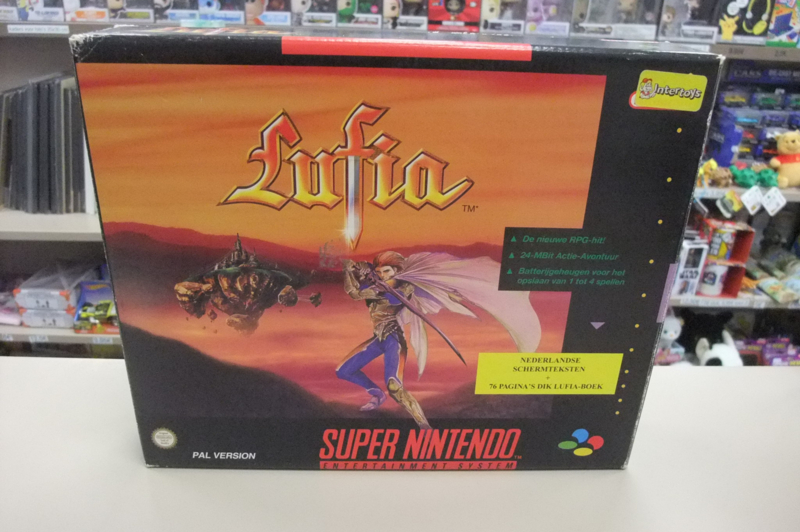 Intertoys
Lufia
TM
De nieuwe RPG-hit!
24-MBit Actie-Avontuur
Batterijgeheugen voor het
opslaan van 1 tot 4 spellen
NEDERLANDSE
SCHERMTEKSTEN
+
76 PAGINA'S DIK LUFIA-BOEK
PAL VERSION
SUPER NINTENDO
TM
ENTERTAINMENT SYSTEM